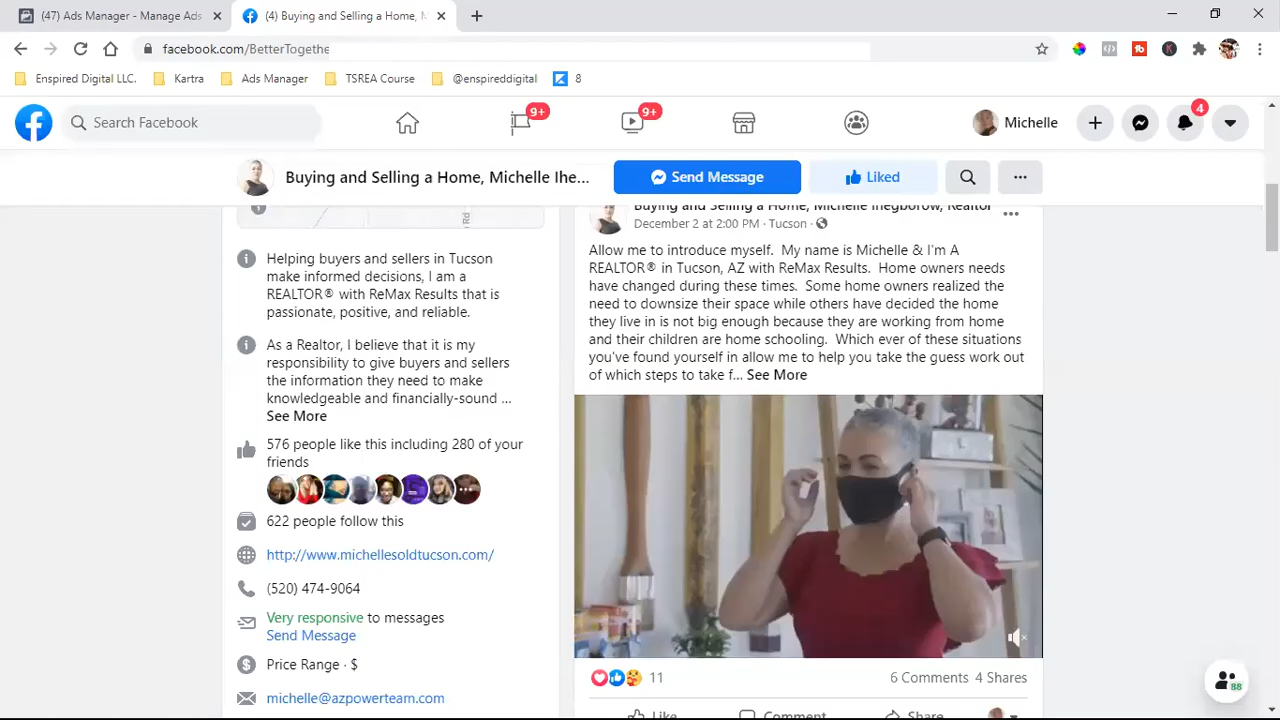 (47) Ads Manager - Manage Ads
(4) Buying and Selling a Home, M
facebook.com/BetterTogethe
Enspired Digital LLC.
Kartra
Ads Manager
TSREA Course
@enspireddigital
8
Search Facebook
9+
9+
Michelle
4
Buying and Selling a Home, Michelle Ihe...
Send Message
Liked
Rd
Buying and Selling a Home, Michelle Ihegborow, Realtor
December 2 at 2:00 PM · Tucson ·
Helping buyers and sellers in Tucson
make informed decisions, I am a
REALTOR® with ReMax Results that is
passionate, positive, and reliable.
As a Realtor, I believe that it is my
responsibility to give buyers and sellers
the information they need to make
knowledgeable and financially-sound ...
See More
576 people like this including 280 of your
friends
622 people follow this
http://www.michellesoldtucson.com/
(520) 474-9064
Very responsive to messages
Send Message
Price Range · $
michelle@azpowerteam.com
Allow me to introduce myself. My name is Michelle & I'm A
REALTOR® in Tucson, AZ with ReMax Results. Home owners needs
have changed during these times. Some home owners realized the
need to downsize their space while others have decided the home
they live in is not big enough because they are working from home
and their children are home schooling. Which ever of these situations
you've found yourself in allow me to help you take the guess work out
of which steps to take f... See More
11
6 Comments 4 Shares
Like
Comment
Share
88